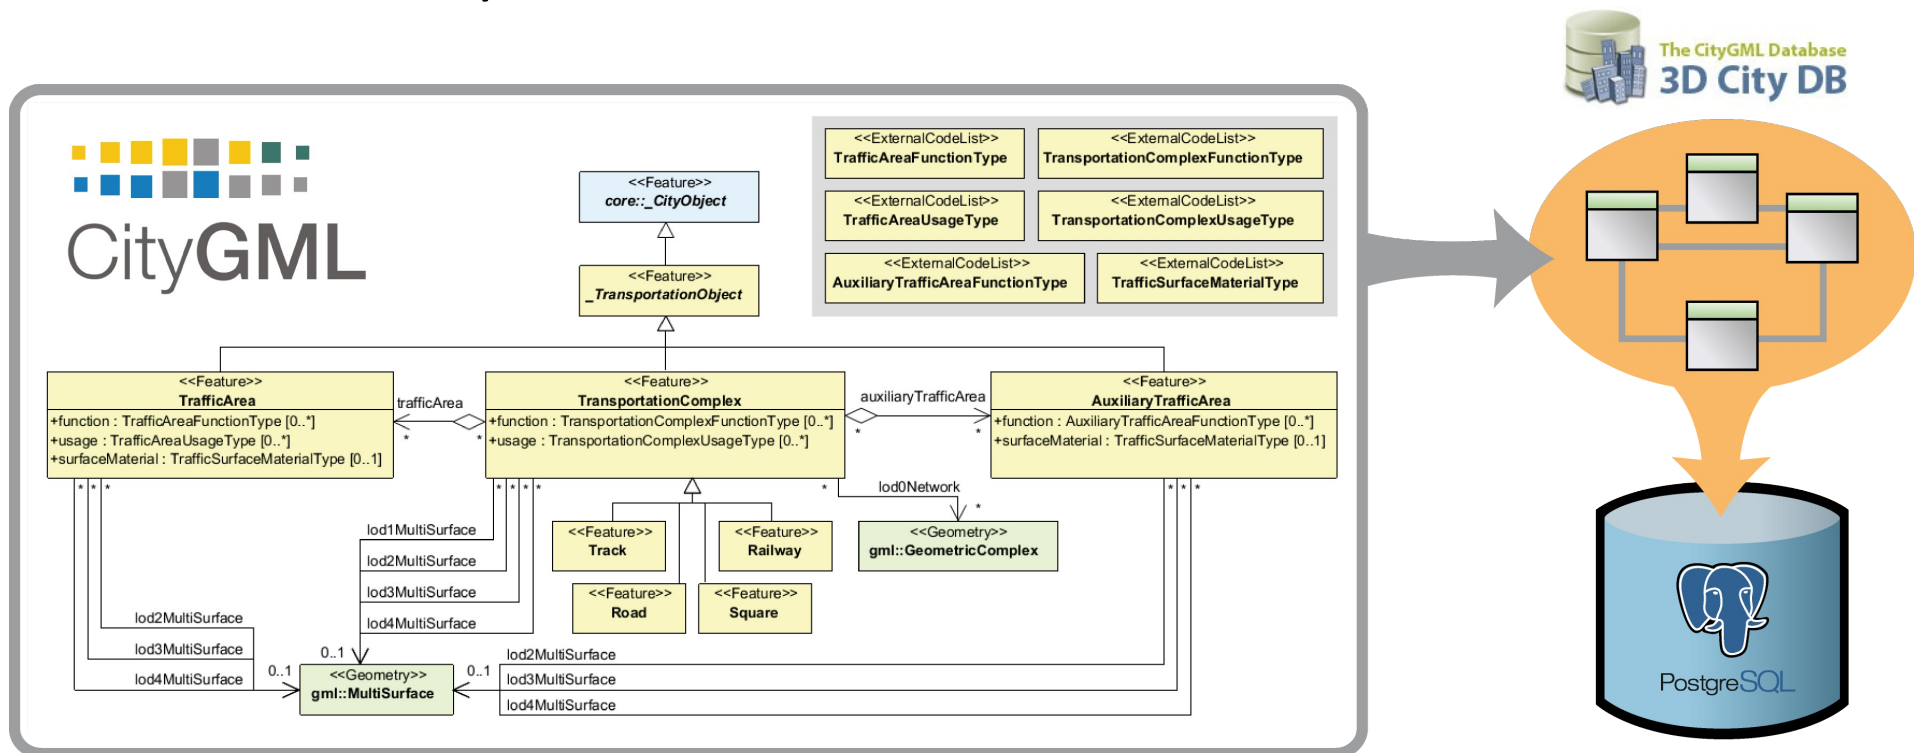 The CityGML Database
3D City DB
CityGML
<<ExternalCodeList>>
TrafficAreaFunctionType
<<ExternalCodeList>>
TransportationComplexFunctionType
<<ExternalCodeList>>
TrafficAreaUsageType
<<ExternalCodeList>>
TransportationComplexUsageType
<<ExternalCodeList>>
AuxiliaryTrafficAreaFunctionType
<<ExternalCodeList>>
TrafficSurfaceMaterialType
<<Feature>>
core::_CityObject
<<Feature>>
_TransportationObject
<<Feature>>
TrafficArea
+function : TrafficAreaFunctionType [0..*]
+usage : TrafficAreaUsageType [0..*]
+surfaceMaterial : TrafficSurfaceMaterialType [0..1]
trafficArea
*
*
<<Feature>>
TransportationComplex
+function : TransportationComplexFunctionType [0..*]
+usage : TransportationComplexUsageType [0..*]
auxiliaryTrafficArea
*
*
<<Feature>>
AuxiliaryTrafficArea
+function : AuxiliaryTrafficAreaFunctionType [0..*]
+surfaceMaterial : TrafficSurfaceMaterialType [0..1]
* * *
* * * *
*
* * *
lod0Network
*
<<Geometry>>
gml::GeometricComplex
<<Feature>>
Track
<<Feature>>
Railway
<<Feature>>
Road
<<Feature>>
Square
lod1MultiSurface
lod2MultiSurface
lod3MultiSurface
lod4MultiSurface
lod2MultiSurface
lod3MultiSurface
lod4MultiSurface
0..1
0..1
0..1
<<Geometry>>
gml::MultiSurface
lod2MultiSurface
lod3MultiSurface
lod4MultiSurface
PostgreSQL